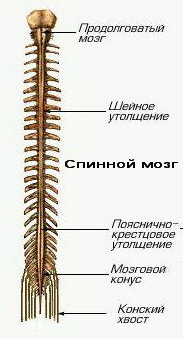 Продолговатый
мозг
Шейное
утолщение
Спинной мозг
Пояснично-
крестцовое
утолщение
Мозговой
конус
Конский
хвост